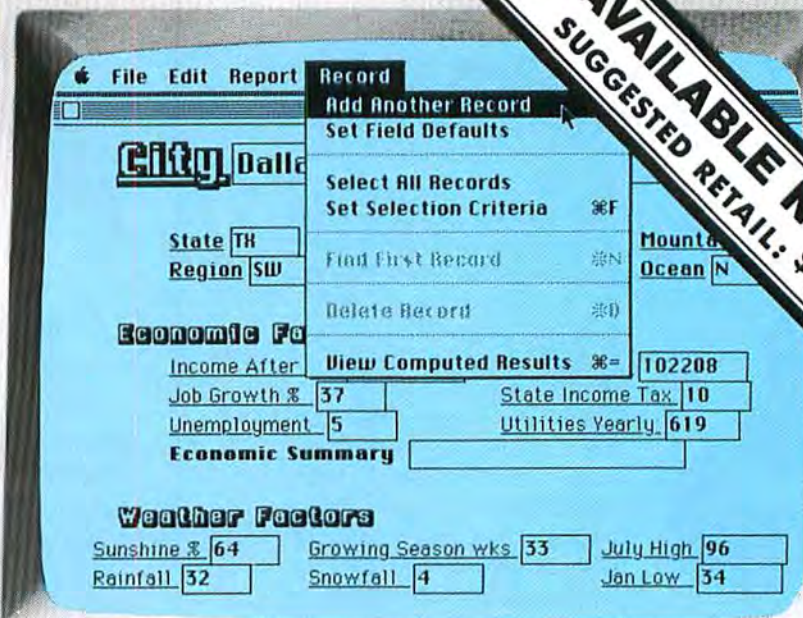 AVAILABLE
SUGGESTED RETAIL: $
File Edit Report Record
Add Another Record
Set Field Defaults
Select All Records
Set Selection Criteria ⌘F
Find First Record ⌘N
Delete Record ⌘D
View Computed Results ⌘=
City
State TX
Region SW
Ocean N
Economic
Income After 102208
Job Growth % 37 State Income Tax 10
Unemployment 5 Utilities Yearly 619
Economic Summary
Weather Factors
Sunshine % 64 Growing Season wks 33 July High 96
Rainfall 32 Snowfall 4 Jan Low 34